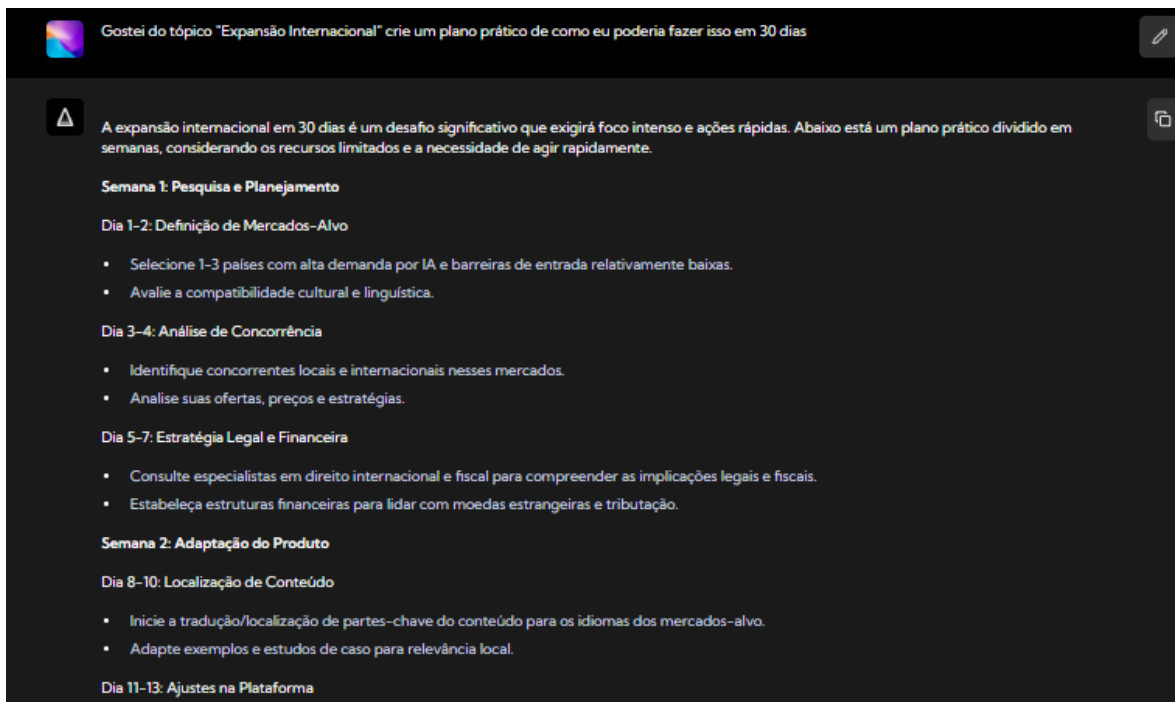 Gostei do tópico "Expansão Internacional" crie um plano prático de como eu poderia fazer isso em 30 dias
A expansão internacional em 30 dias é um desafio significativo que exigirá foco intenso e ações rápidas. Abaixo está um plano prático dividido em
semanas, considerando os recursos limitados e a necessidade de agir rapidamente.
Semana 1: Pesquisa e Planejamento
Dia 1-2: Definição de Mercados-Alvo
• Selecione 1-3 países com alta demanda por IA e barreiras de entrada relativamente baixas.
• Avalie a compatibilidade cultural e linguística.
Dia 3-4: Análise de Concorrência
• Identifique concorrentes locais e internacionais nesses mercados.
• Analise suas ofertas, preços e estratégias.
Dia 5-7: Estratégia Legal e Financeira
• Consulte especialistas em direito internacional e fiscal para compreender as implicações legais e fiscais.
• Estabeleça estruturas financeiras para lidar com moedas estrangeiras e tributação.
Semana 2: Adaptação do Produto
Dia 8-10: Localização de Conteúdo
• Inicie a tradução/localização de partes-chave do conteúdo para os idiomas dos mercados-alvo.
• Adapte exemplos e estudos de caso para relevância local.
Dia 11-13: Ajustes na Plataforma